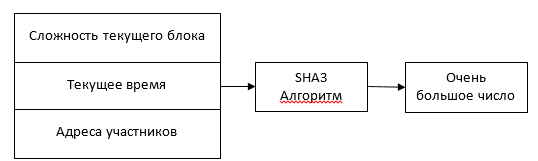 Сложность текущего блока
Текущее время
Адреса участников
SHA3
Алгоритм
Очень
большое число